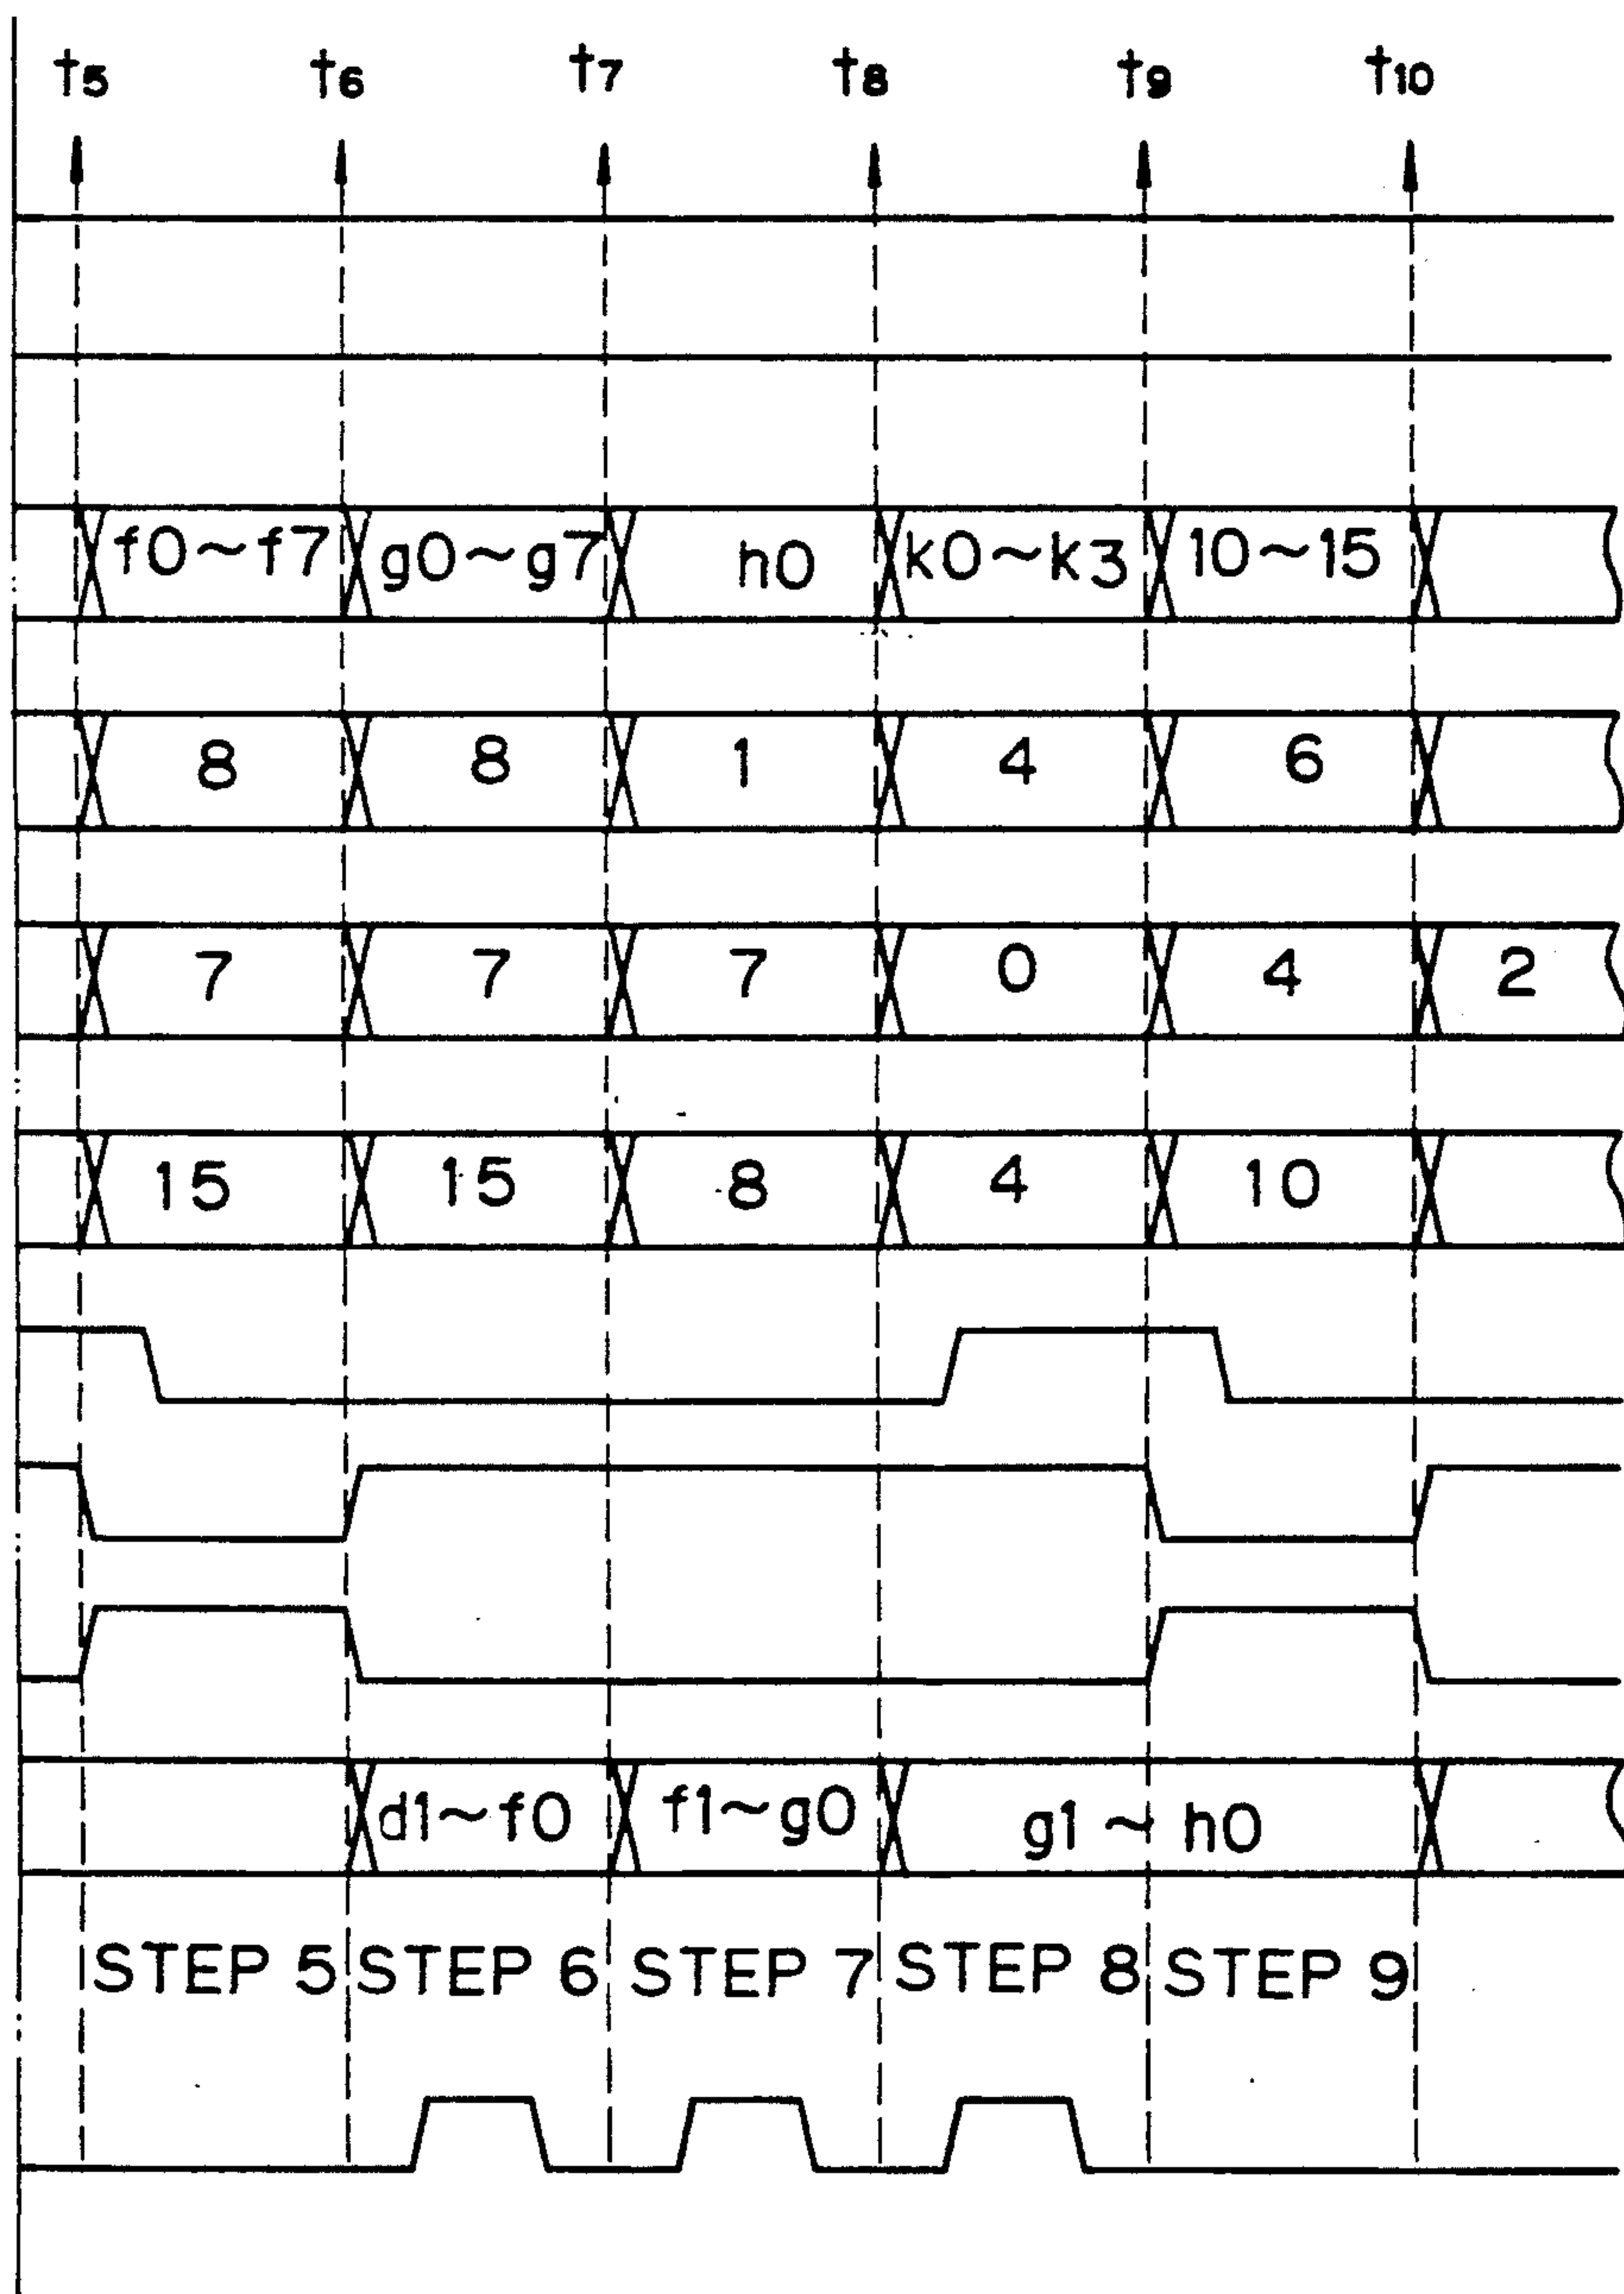 t5 t6 t7 t8 t9 t10
f0~f7 g0~g7 h0 k0~k3 10~15
8 8 1 4 6
7 7 7 0 4 2
15 15 8 4 10
d1~f0 f1~g0 g1~h0
STEP 5 STEP 6 STEP 7 STEP 8 STEP 9